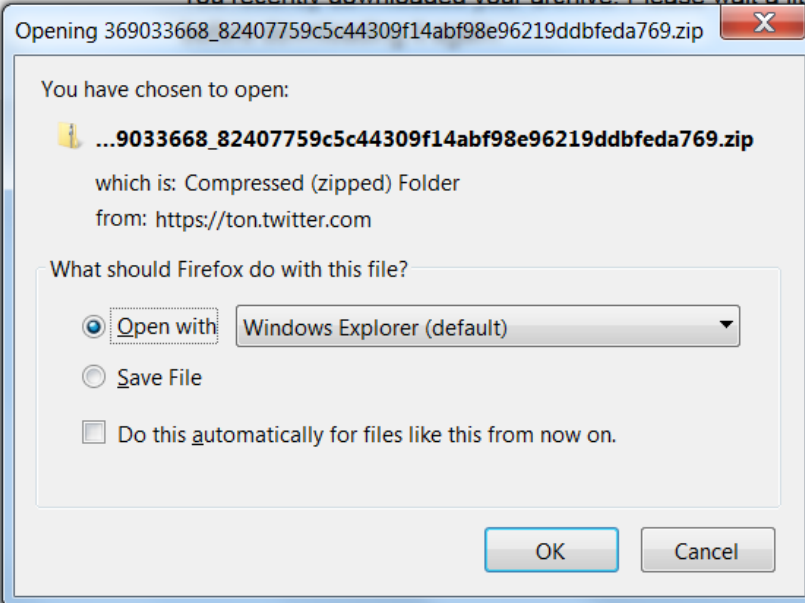 Opening 369033668_82407759c5c44309f14abf98e96219ddbfeda769.zip
You have chosen to open:
...9033668_82407759c5c44309f14abf98e96219ddbfeda769.zip
which is: Compressed (zipped) Folder
from: https://ton.twitter.com
What should Firefox do with this file?
Open with Windows Explorer (default)
Save File
Do this automatically for files like this from now on.
OK Cancel